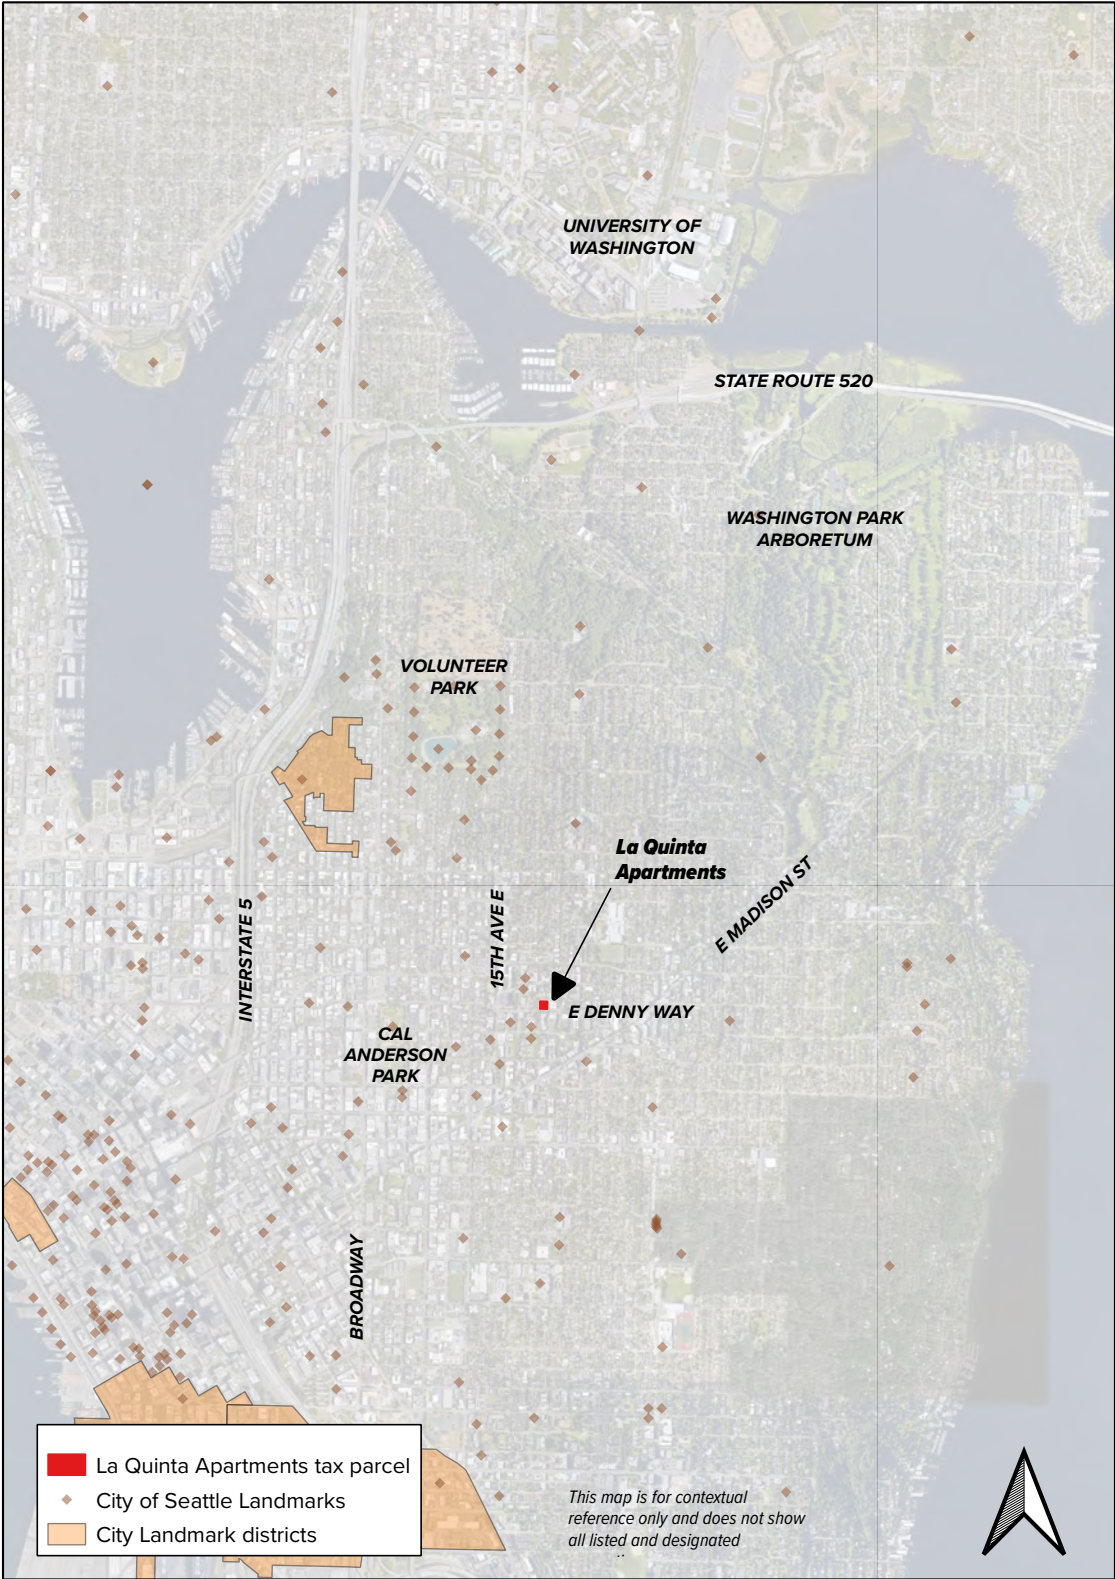 UNIVERSITY OF
WASHINGTON
STATE ROUTE 520
WASHINGTON PARK
ARBORETUM
VOLUNTEER
PARK
La Quinta
Apartments
E MADISON ST
15TH AVE E
INTERSTATE 5
E DENNY WAY
CAL
ANDERSON
PARK
BROADWAY
La Quinta Apartments tax parcel
City of Seattle Landmarks
City Landmark districts
This map is for contextual
reference only and does not show
all listed and designated